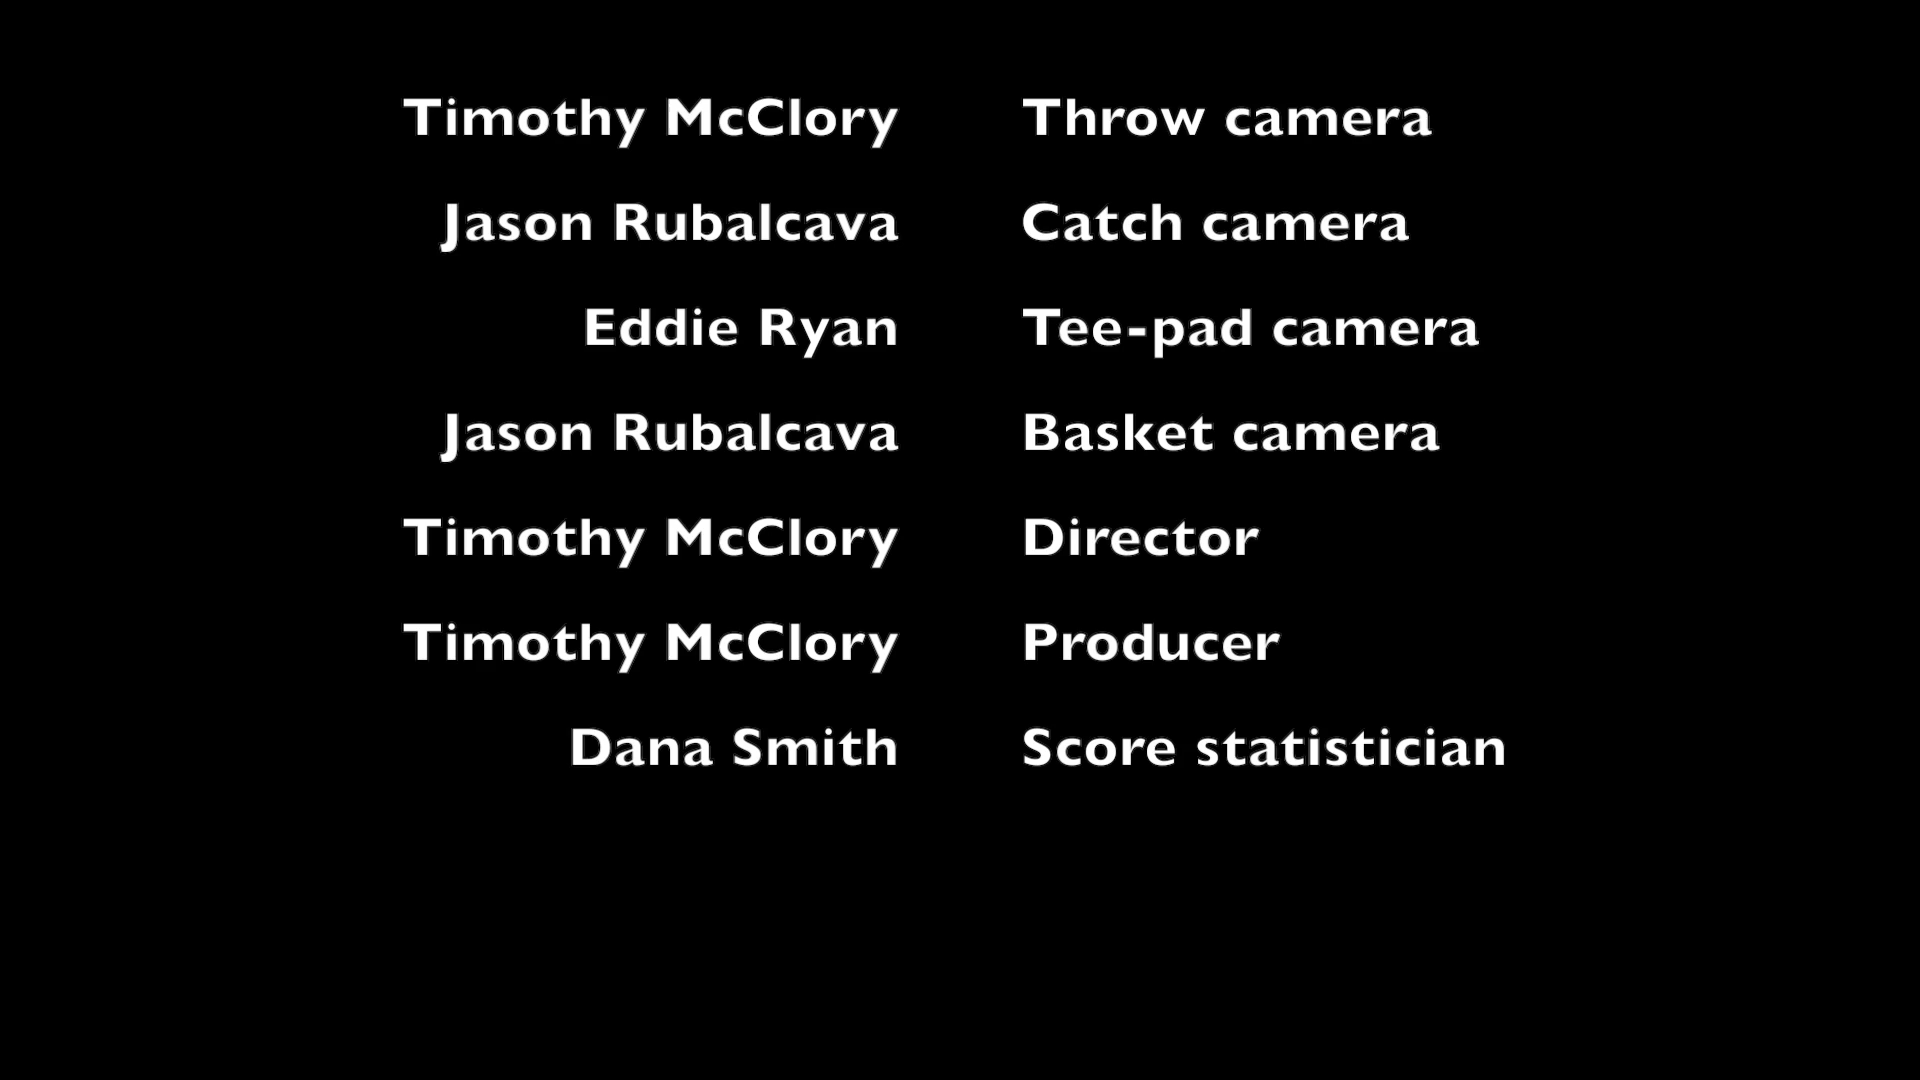 Timothy McClory Throw camera
Jason Rubalcava Catch camera
Eddie Ryan Tee-pad camera
Jason Rubalcava Basket camera
Timothy McClory Director
Timothy McClory Producer
Dana Smith Score statistician